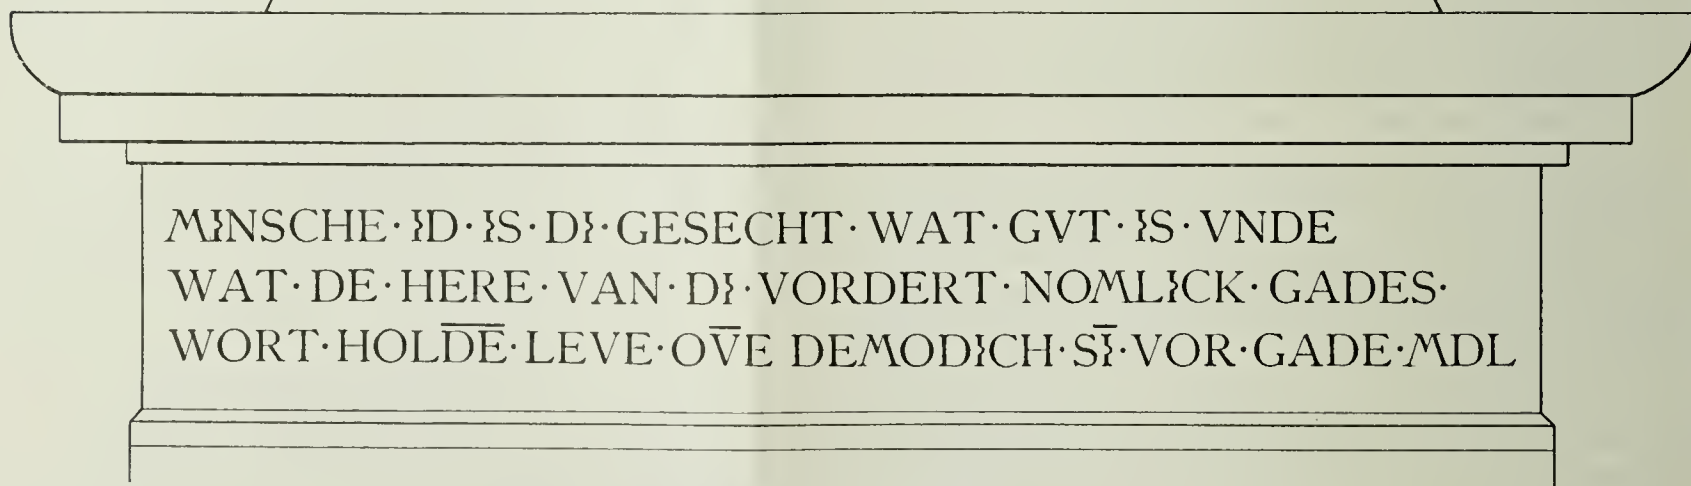 MINSCHE·ID·IS·DI·GESECHT·WAT·GVT·IS·VNDE
WAT·DE·HERE·VAN·DI·VORDERT·NOMLICK·GADES·
WORT·HOLD̅E̅·LEVE·OV̅E DEMODICH·SI̅·VOR·GADE·MDL